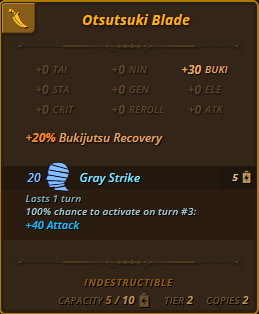 Otsutsuki Blade
+0 TAI +0 NIN +30 BUKI
+0 STA +0 GEN +0 ELE
+0 CRIT +0 REROLL +0 ATK
+20% Bukijutsu Recovery
20 Gray Strike 5
Lasts 1 turn
100% chance to activate on turn #3:
+40 Attack
INDESTRUCTIBLE
CAPACITY 5 / 10 TIER 2 COPIES 2